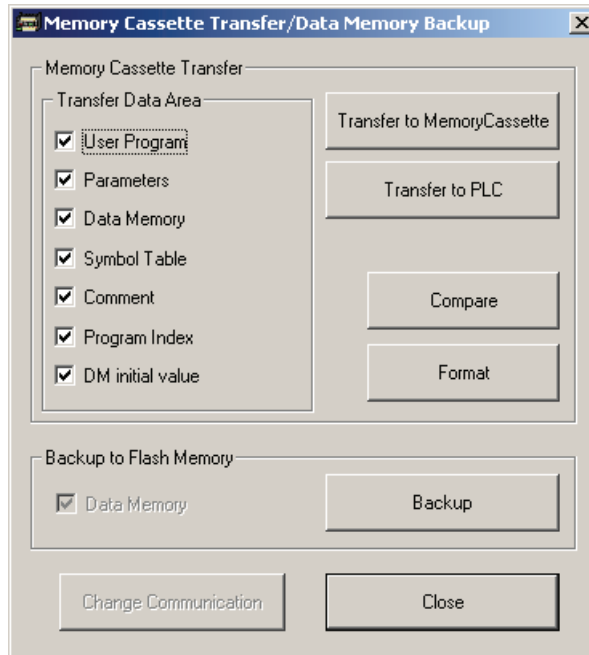 Memory Cassette Transfer/Data Memory Backup
Memory Cassette Transfer
Transfer Data Area
User Program
Parameters
Data Memory
Symbol Table
Comment
Program Index
DM initial value
Transfer to MemoryCassette
Transfer to PLC
Compare
Format
Backup to Flash Memory
Data Memory
Backup
Change Communication
Close